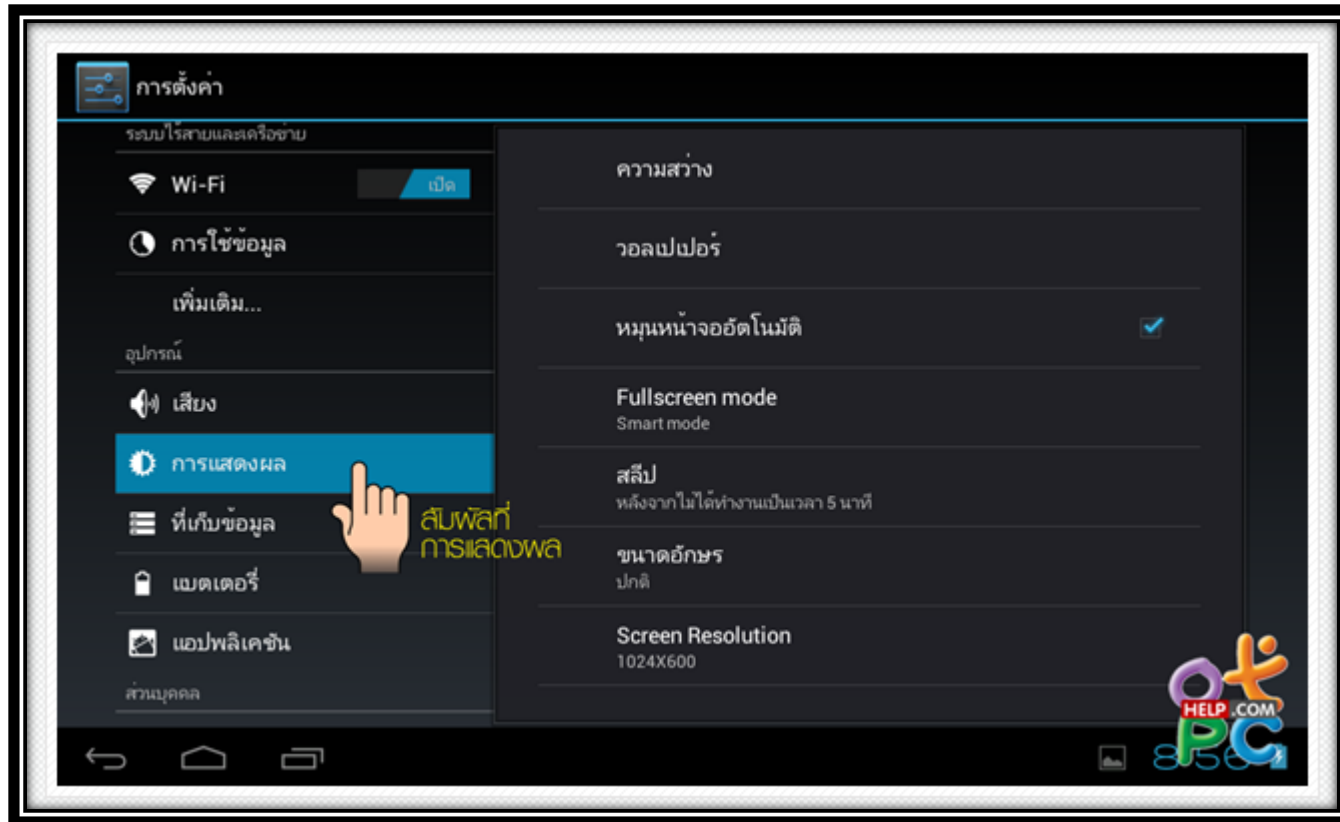 การตั้งค่า
ระบบไร้สายและเครือข่าย
Wi-Fi
เปิด
การใช้ข้อมูล
เพิ่มเติม...
อุปกรณ์
เสียง
การแสดงผล
ที่เก็บข้อมูล
แบตเตอรี่
แอปพลิเคชัน
ส่วนบุคคล
สัมผัสที่
การแสดงผล
ความสว่าง
วอลเปเปอร์
หมุนหน้าจออัตโนมัติ
Fullscreen mode
Smart mode
สลีป
หลังจากไม่ได้ทำงานเป็นเวลา 5 นาที
ขนาดอักษร
ปกติ
Screen Resolution
1024X600
HELP .COM
PC
8:56